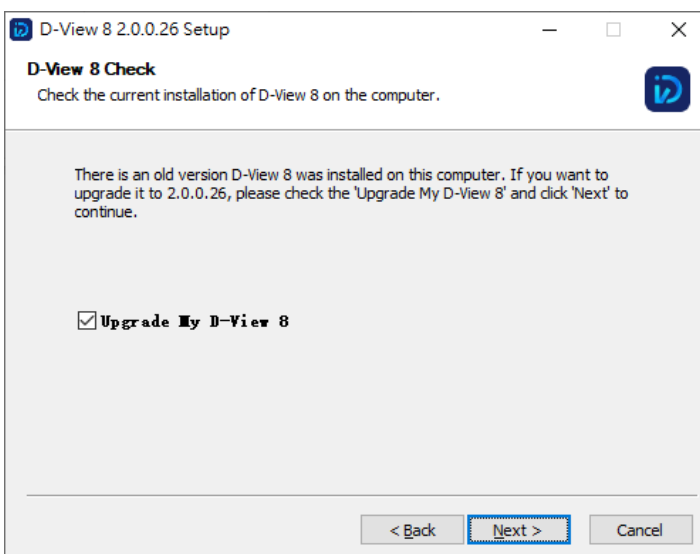 D-View 8 2.0.0.26 Setup
D-View 8 Check
Check the current installation of D-View 8 on the computer.
There is an old version D-View 8 was installed on this computer. If you want to
upgrade it to 2.0.0.26, please check the 'Upgrade My D-View 8' and click 'Next' to
continue.
Upgrade My D-View 8
< Back
Next >
Cancel